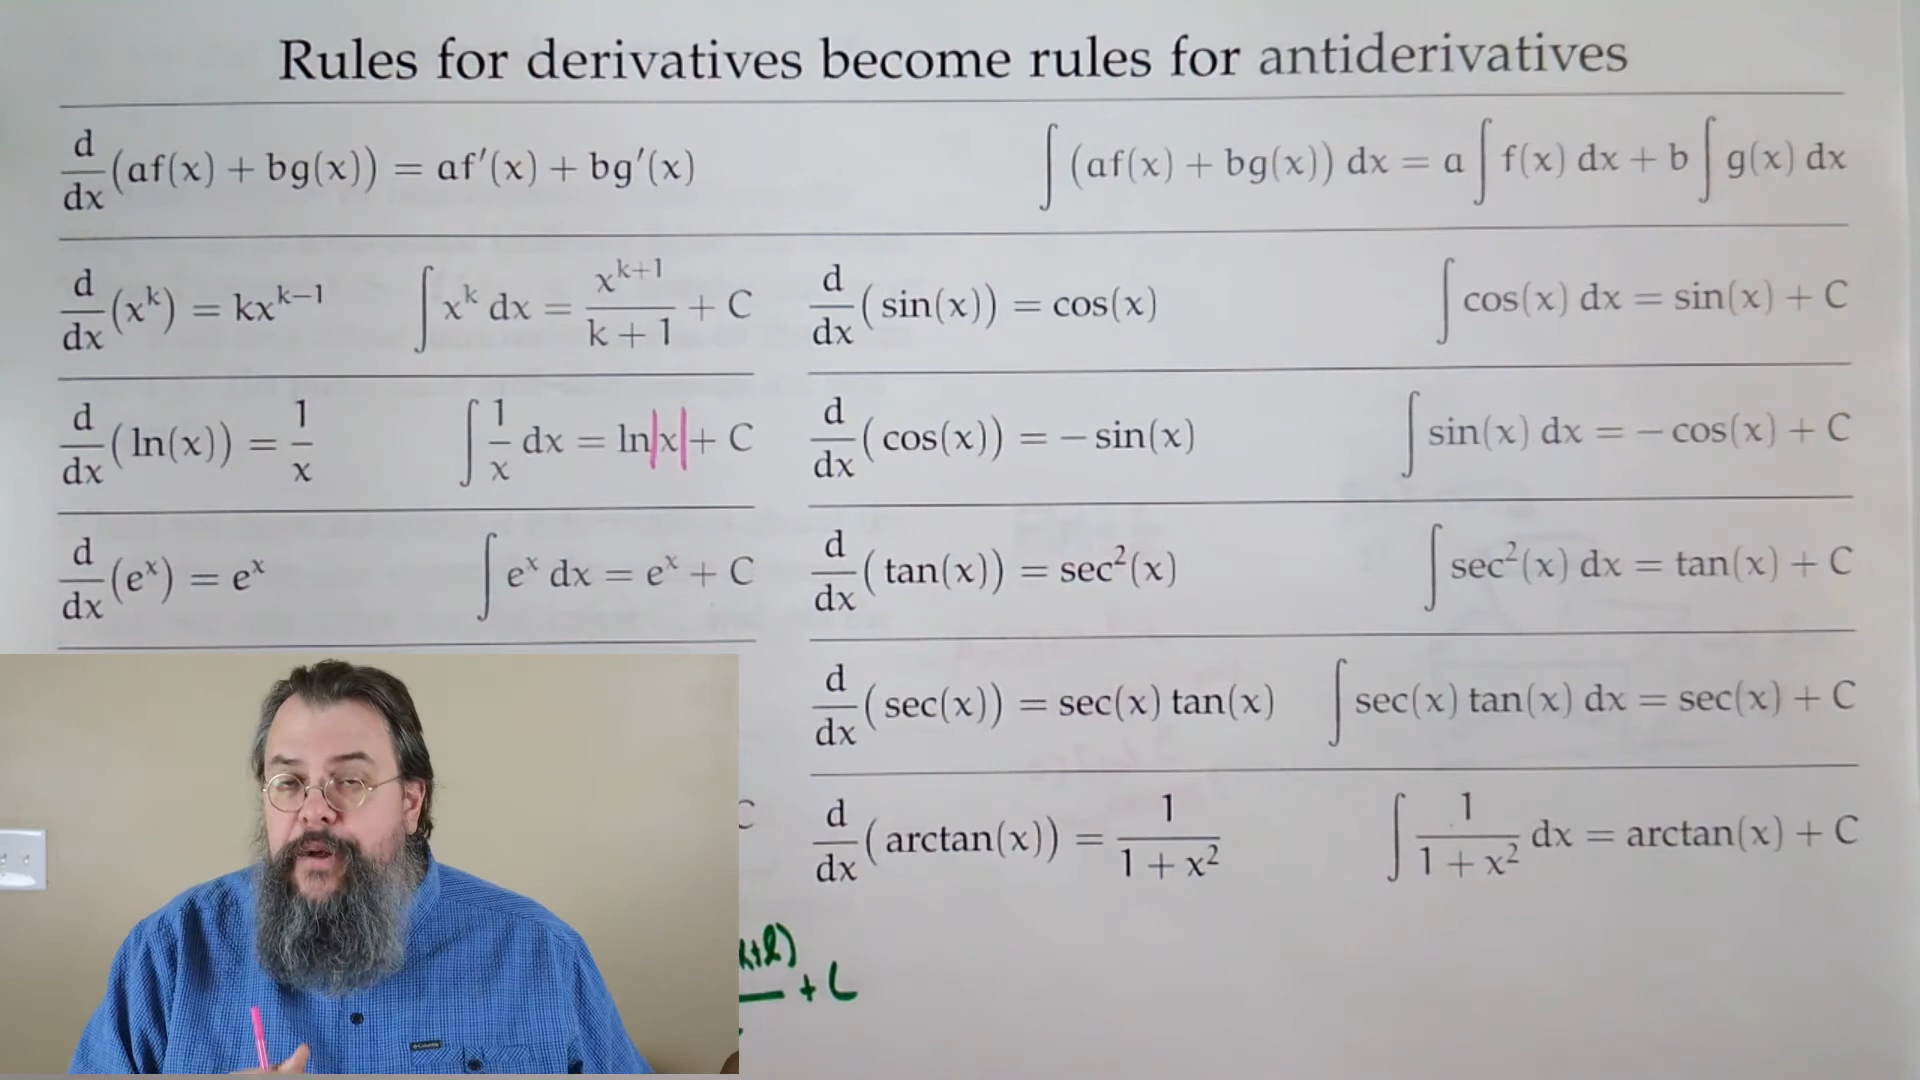 Rules for derivatives become rules for antiderivatives
d/dx (af(x) + bg(x)) = af′(x) + bg′(x)
∫ (af(x) + bg(x)) dx = a ∫ f(x) dx + b ∫ g(x) dx
d/dx (x^k) = kx^{k−1}
∫ x^k dx = x^{k+1}/(k + 1) + C
d/dx (ln(x)) = 1/x
∫ 1/x dx = ln|x| + C
d/dx (e^x) = e^x
∫ e^x dx = e^x + C
d/dx (sin(x)) = cos(x)
∫ cos(x) dx = sin(x) + C
d/dx (cos(x)) = − sin(x)
∫ sin(x) dx = − cos(x) + C
d/dx (tan(x)) = sec²(x)
∫ sec²(x) dx = tan(x) + C
d/dx (sec(x)) = sec(x) tan(x)
∫ sec(x) tan(x) dx = sec(x) + C
d/dx (arctan(x)) = 1/(1 + x²)
∫ 1/(1 + x²) dx = arctan(x) + C
+ C